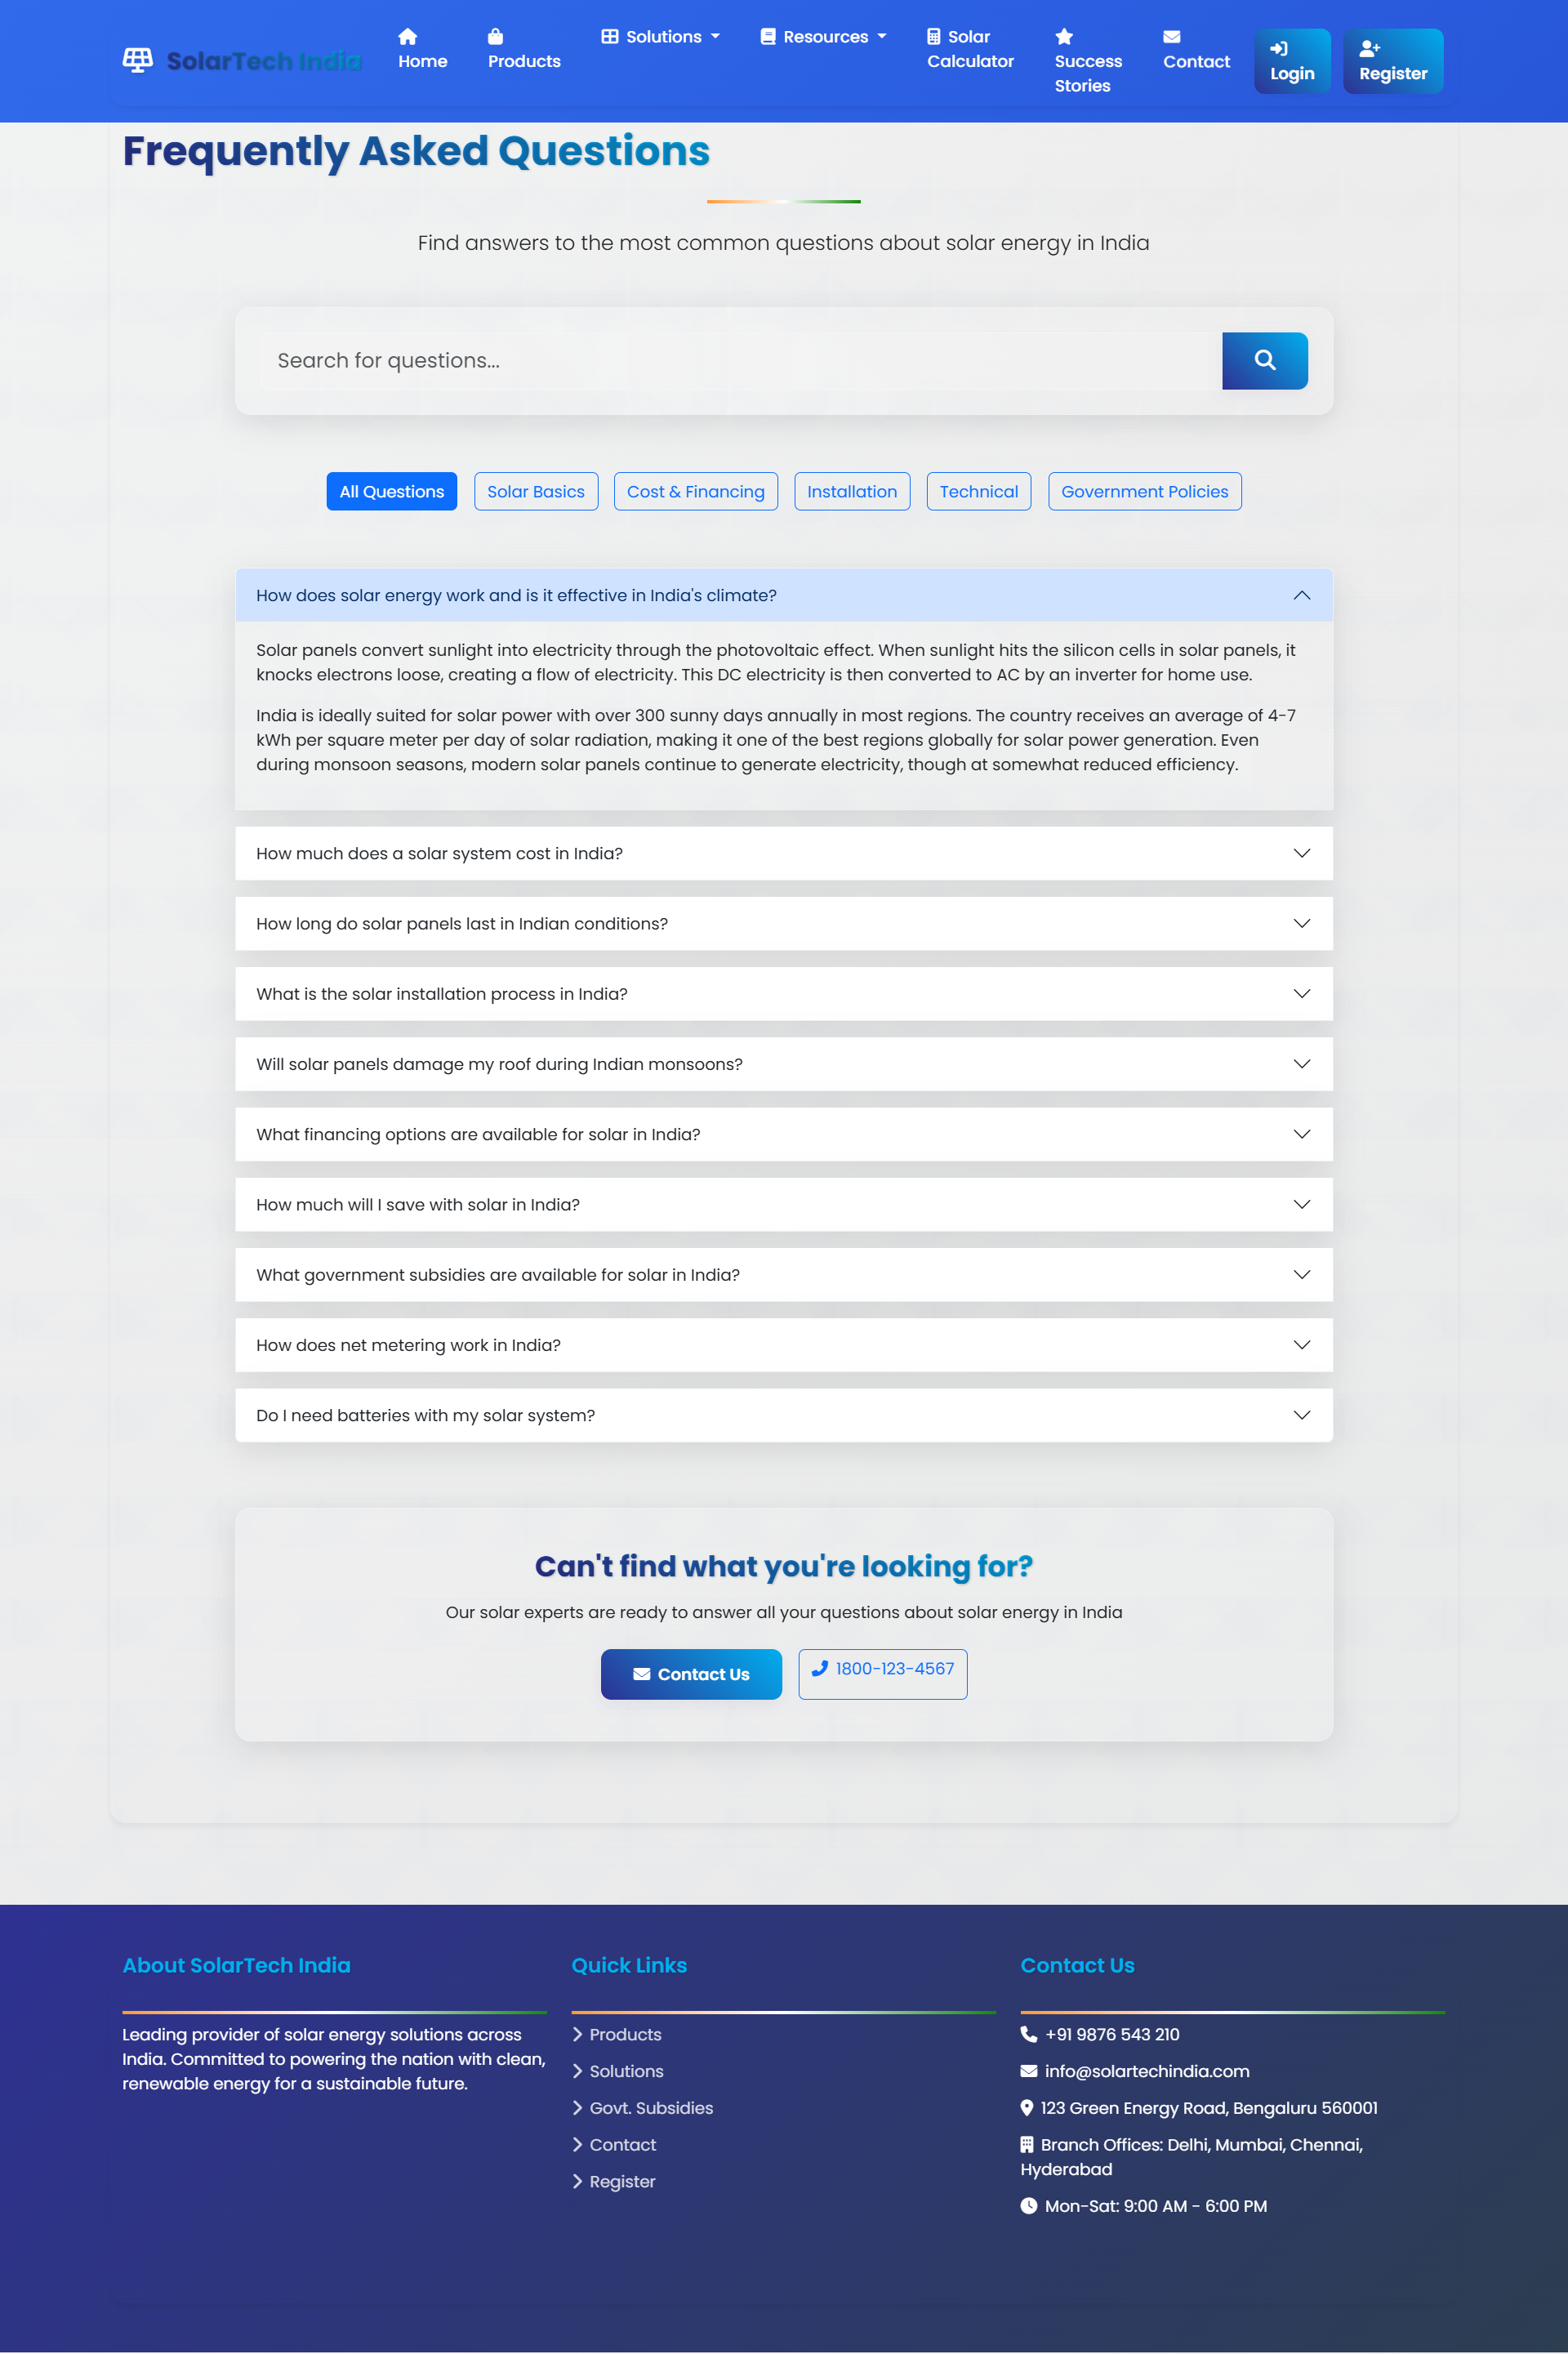 SolarTech India
Home
Products
Solutions
Resources
Solar
Calculator
Success
Stories
Contact
Login
Register
Frequently Asked Questions
Find answers to the most common questions about solar energy in India
Search for questions...
All Questions
Solar Basics
Cost & Financing
Installation
Technical
Government Policies
How does solar energy work and is it effective in India's climate?
Solar panels convert sunlight into electricity through the photovoltaic effect. When sunlight hits the silicon cells in solar panels, it
knocks electrons loose, creating a flow of electricity. This DC electricity is then converted to AC by an inverter for home use.
India is ideally suited for solar power with over 300 sunny days annually in most regions. The country receives an average of 4-7
kWh per square meter per day of solar radiation, making it one of the best regions globally for solar power generation. Even
during monsoon seasons, modern solar panels continue to generate electricity, though at somewhat reduced efficiency.
How much does a solar system cost in India?
How long do solar panels last in Indian conditions?
What is the solar installation process in India?
Will solar panels damage my roof during Indian monsoons?
What financing options are available for solar in India?
How much will I save with solar in India?
What government subsidies are available for solar in India?
How does net metering work in India?
Do I need batteries with my solar system?
Can't find what you're looking for?
Our solar experts are ready to answer all your questions about solar energy in India
Contact Us
1800-123-4567
About SolarTech India
Leading provider of solar energy solutions across
India. Committed to powering the nation with clean,
renewable energy for a sustainable future.
Quick Links
Products
Solutions
Govt. Subsidies
Contact
Register
Contact Us
+91 9876 543 210
info@solartechindia.com
123 Green Energy Road, Bengaluru 560001
Branch Offices: Delhi, Mumbai, Chennai,
Hyderabad
Mon-Sat: 9:00 AM - 6:00 PM